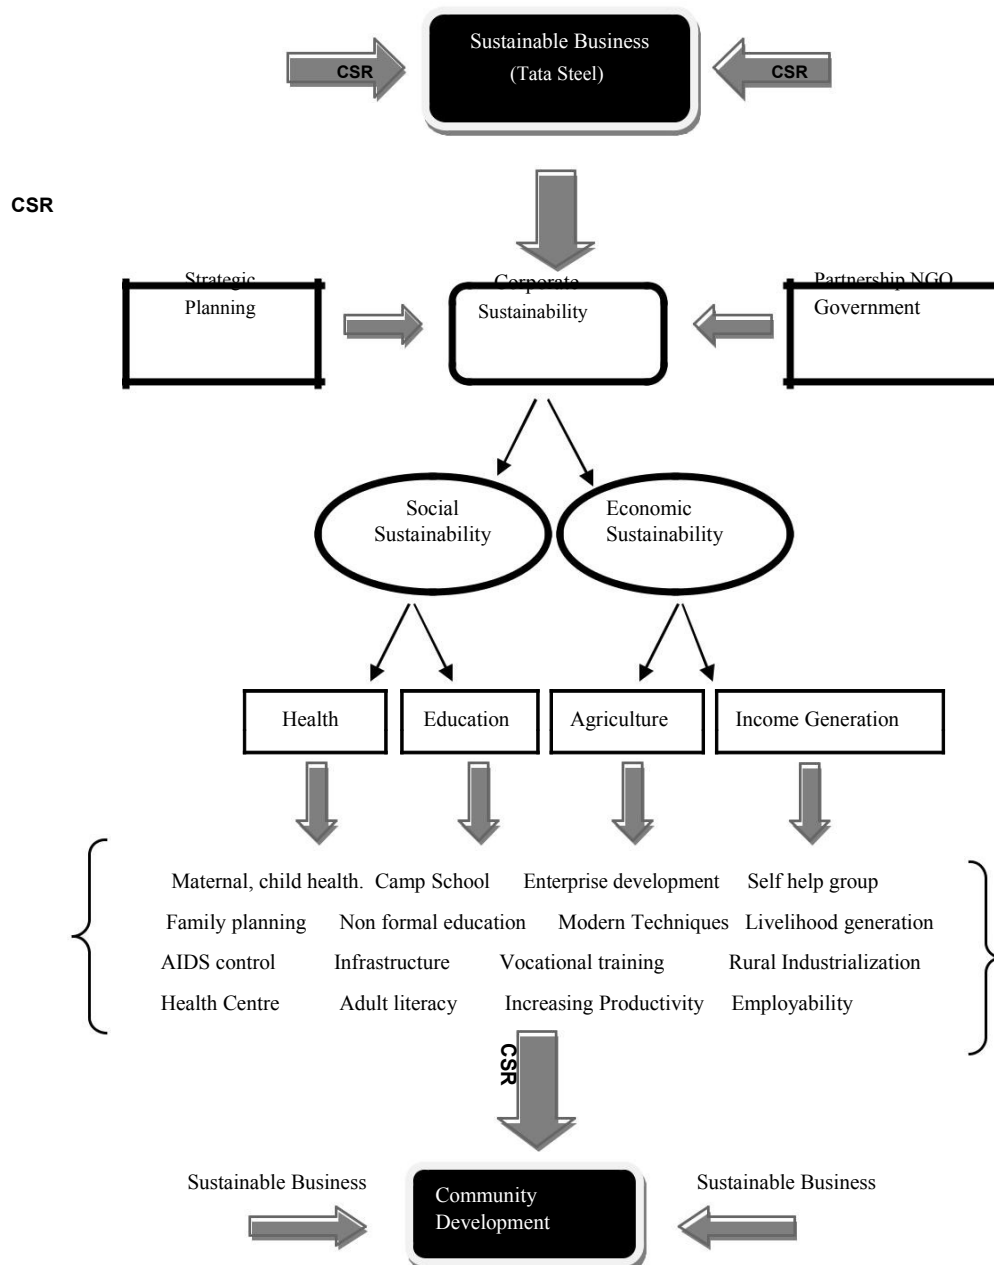 Sustainable Business
(Tata Steel)
CSR
CSR
CSR
Strategic
Planning
Corporate
Sustainability
Partnership NGO
Government
Social
Sustainability
Economic
Sustainability
Health
Education
Agriculture
Income Generation
Maternal, child health. Camp School Enterprise development Self help group
Family planning Non formal education Modern Techniques Livelihood generation
AIDS control Infrastructure Vocational training Rural Industrialization
Health Centre Adult literacy Increasing Productivity Employability
CSR
Sustainable Business
Community
Development
Sustainable Business